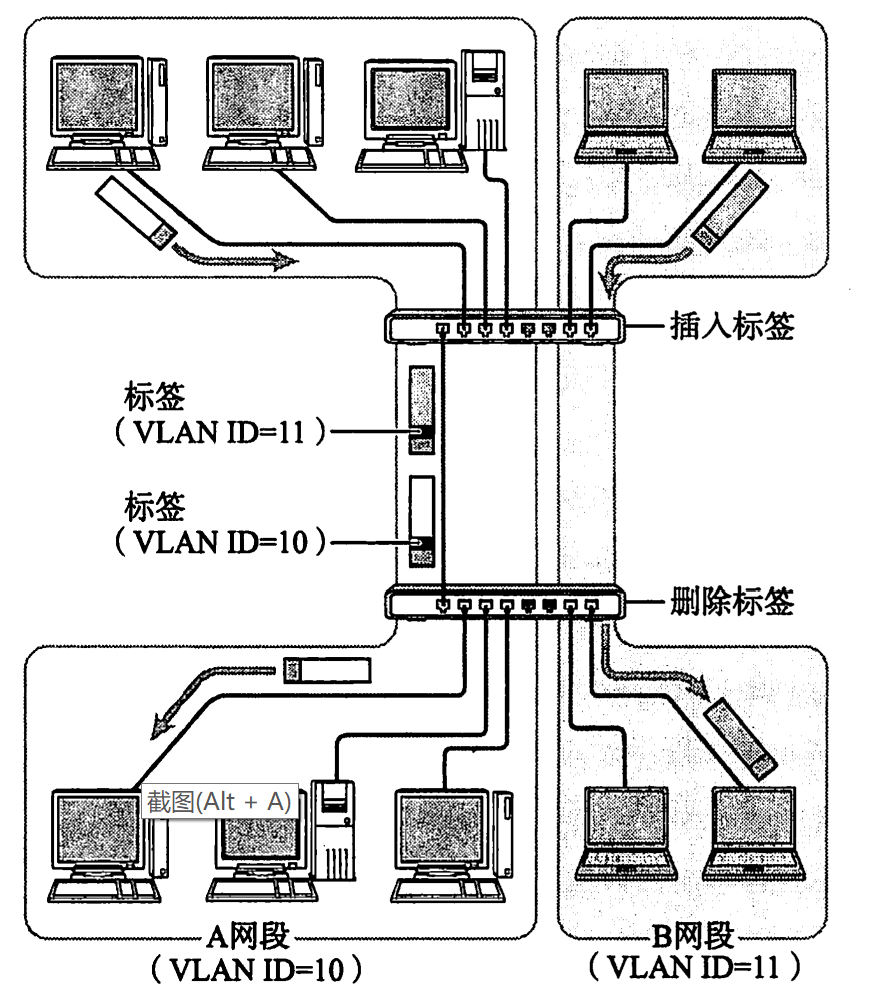 插入标签
标签
（VLAN ID=11）
标签
（VLAN ID=10）
删除标签
截图(Alt + A)
A网段
（VLAN ID=10）
B网段
（VLAN ID=11）